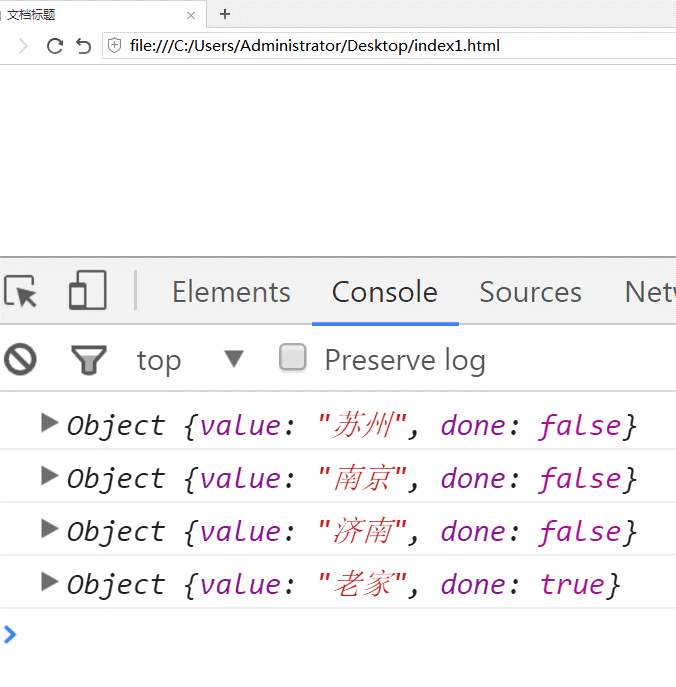 文档标题
file:///C:/Users/Administrator/Desktop/index1.html
Elements Console Sources
top Preserve log
Object {value: "苏州", done: false}
Object {value: "南京", done: false}
Object {value: "济南", done: false}
Object {value: "老家", done: true}